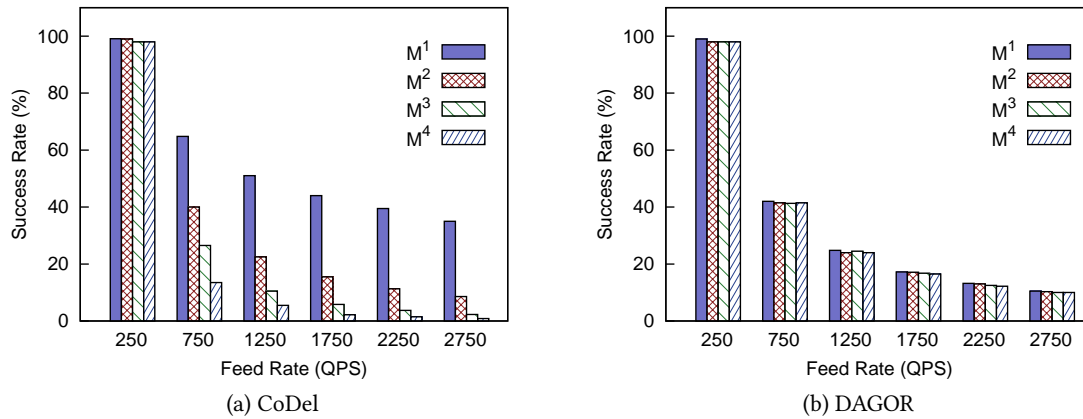 100
80
60
40
20
0
Success Rate (%)
M1
M2
M3
M4
250 750 1250 1750 2250 2750
Feed Rate (QPS)
(a) CoDel
100
80
60
40
20
0
Success Rate (%)
M1
M2
M3
M4
250 750 1250 1750 2250 2750
Feed Rate (QPS)
(b) DAGOR